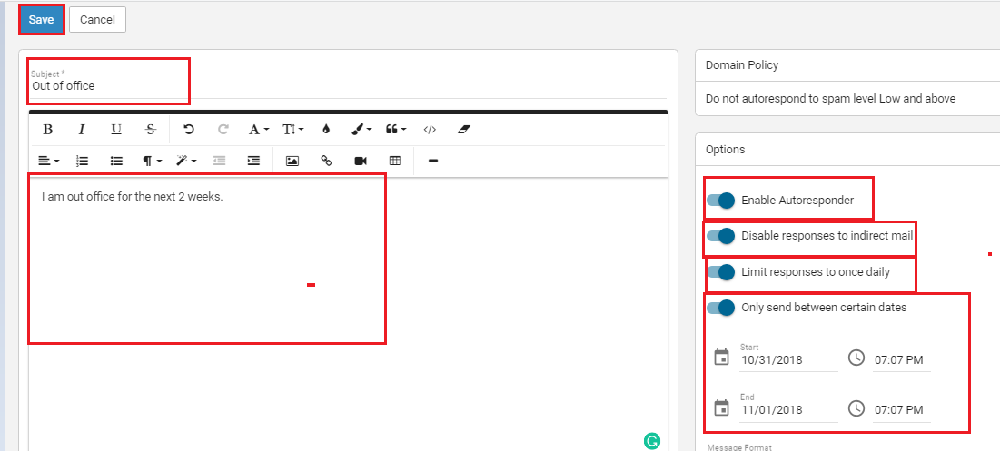 Save Cancel
Subject *
Out of office
I am out office for the next 2 weeks.
Domain Policy
Do not autorespond to spam level Low and above
Options
Enable Autoresponder
Disable responses to indirect mail
Limit responses to once daily
Only send between certain dates
Start
10/31/2018 07:07 PM
End
11/01/2018 07:07 PM
Message Format